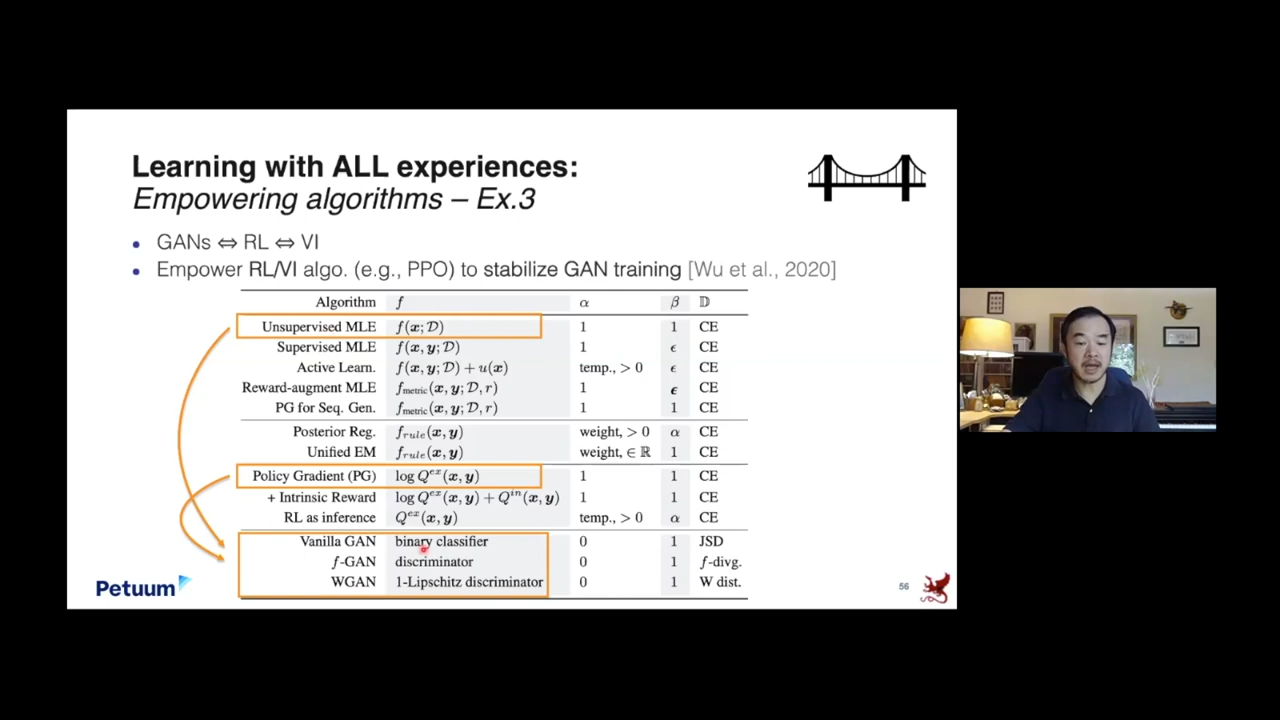 Learning with ALL experiences:
Empowering algorithms – Ex.3
• GANs ⇔ RL ⇔ VI
• Empower RL/VI algo. (e.g., PPO) to stabilize GAN training [Wu et al., 2020]
Algorithm f α β 𝔻
Unsupervised MLE f(x; D) 1 1 CE
Supervised MLE f(x, y; D) 1 ϵ CE
Active Learn. f(x, y; D) + u(x) temp., > 0 ϵ CE
Reward-augment MLE f_metric(x, y; D, r) 1 ϵ CE
PG for Seq. Gen. f_metric(x, y; D, r) 1 1 CE
Posterior Reg. f_rule(x, y) weight, > 0 α CE
Unified EM f_rule(x, y) weight, ∈ ℝ 1 CE
Policy Gradient (PG) log Q^ex(x, y) 1 1 CE
+ Intrinsic Reward log Q^ex(x, y) + Q^in(x, y) 1 1 CE
RL as inference Q^ex(x, y) temp., > 0 α CE
Vanilla GAN binary classifier 0 1 JSD
f-GAN discriminator 0 1 f-divg.
WGAN 1-Lipschitz discriminator 0 1 W dist.
Petuum
56